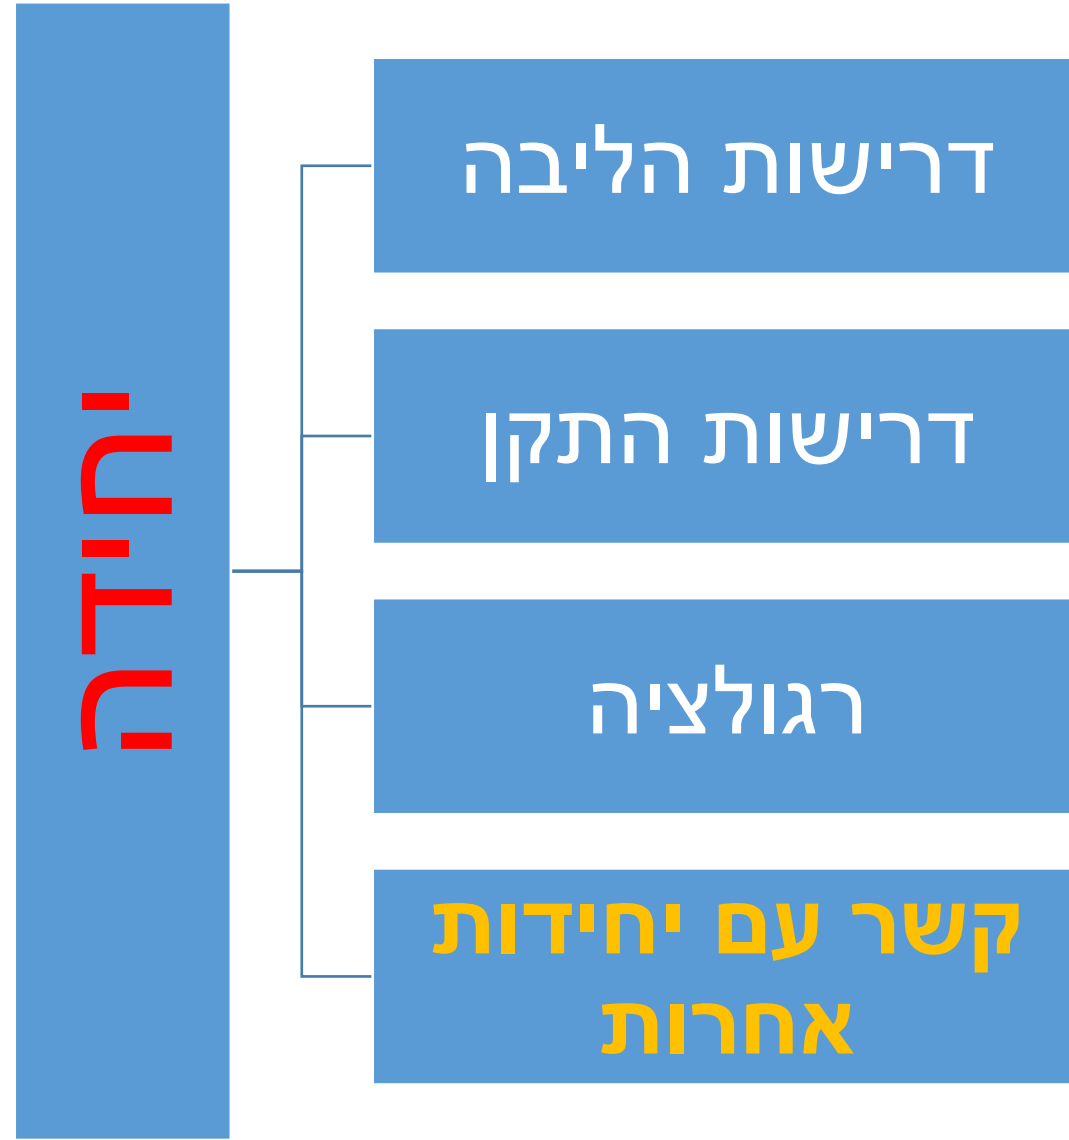 יחידה
דרישות הליבה
דרישות התקן
רגולציה
קשר עם יחידות
אחרות